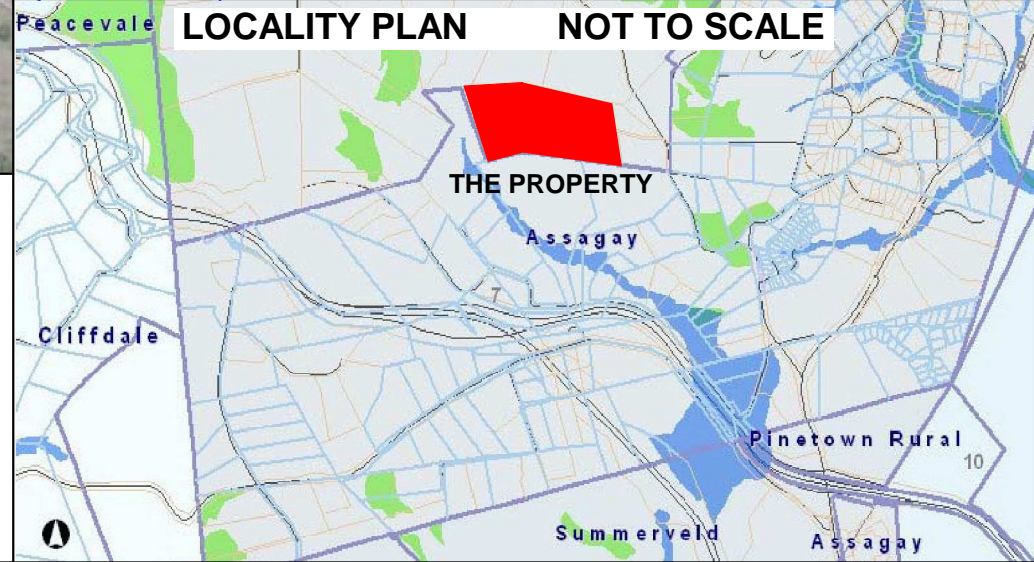 Peacevale
LOCALITY PLAN NOT TO SCALE
THE PROPERTY
Assagay
7
Cliffdale
Pinetown Rural
10
Summerveld
Assagay